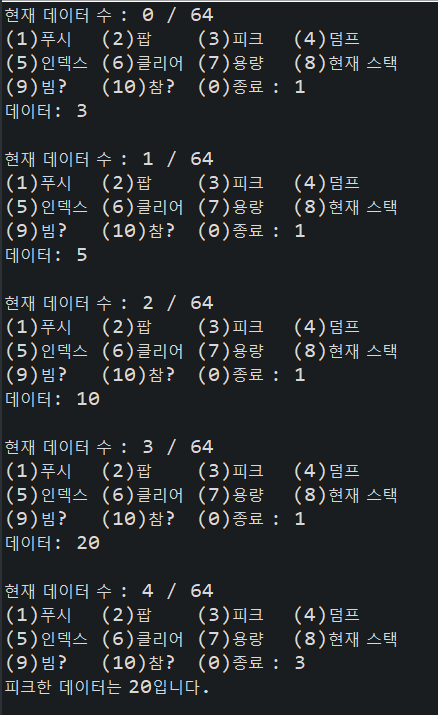 현재 데이터 수 : 0 / 64
(1)푸시 (2)팝 (3)피크 (4)덤프
(5)인덱스 (6)클리어 (7)용량 (8)현재 스택
(9)빔? (10)참? (0)종료 : 1
데이터: 3
현재 데이터 수 : 1 / 64
(1)푸시 (2)팝 (3)피크 (4)덤프
(5)인덱스 (6)클리어 (7)용량 (8)현재 스택
(9)빔? (10)참? (0)종료 : 1
데이터: 5
현재 데이터 수 : 2 / 64
(1)푸시 (2)팝 (3)피크 (4)덤프
(5)인덱스 (6)클리어 (7)용량 (8)현재 스택
(9)빔? (10)참? (0)종료 : 1
데이터: 10
현재 데이터 수 : 3 / 64
(1)푸시 (2)팝 (3)피크 (4)덤프
(5)인덱스 (6)클리어 (7)용량 (8)현재 스택
(9)빔? (10)참? (0)종료 : 1
데이터: 20
현재 데이터 수 : 4 / 64
(1)푸시 (2)팝 (3)피크 (4)덤프
(5)인덱스 (6)클리어 (7)용량 (8)현재 스택
(9)빔? (10)참? (0)종료 : 3
피크한 데이터는 20입니다.